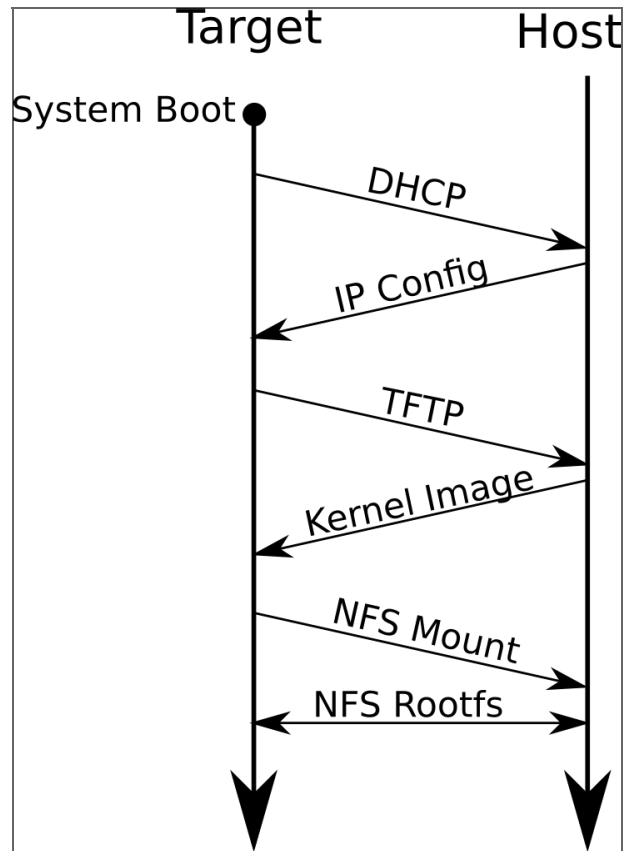 Target
Host
System Boot
DHCP
IP Config
TFTP
Kernel Image
NFS Mount
NFS Rootfs